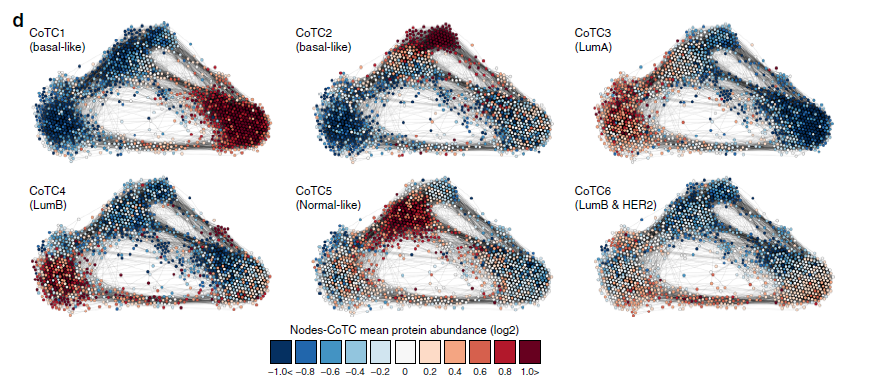 d
CoTC1
(basal-like)
CoTC2
(basal-like)
CoTC3
(LumA)
CoTC4
(LumB)
CoTC5
(Normal-like)
CoTC6
(LumB & HER2)
Nodes-CoTC mean protein abundance (log2)
−1.0< −0.8 −0.6 −0.4 −0.2 0 0.2 0.4 0.6 0.8 1.0>